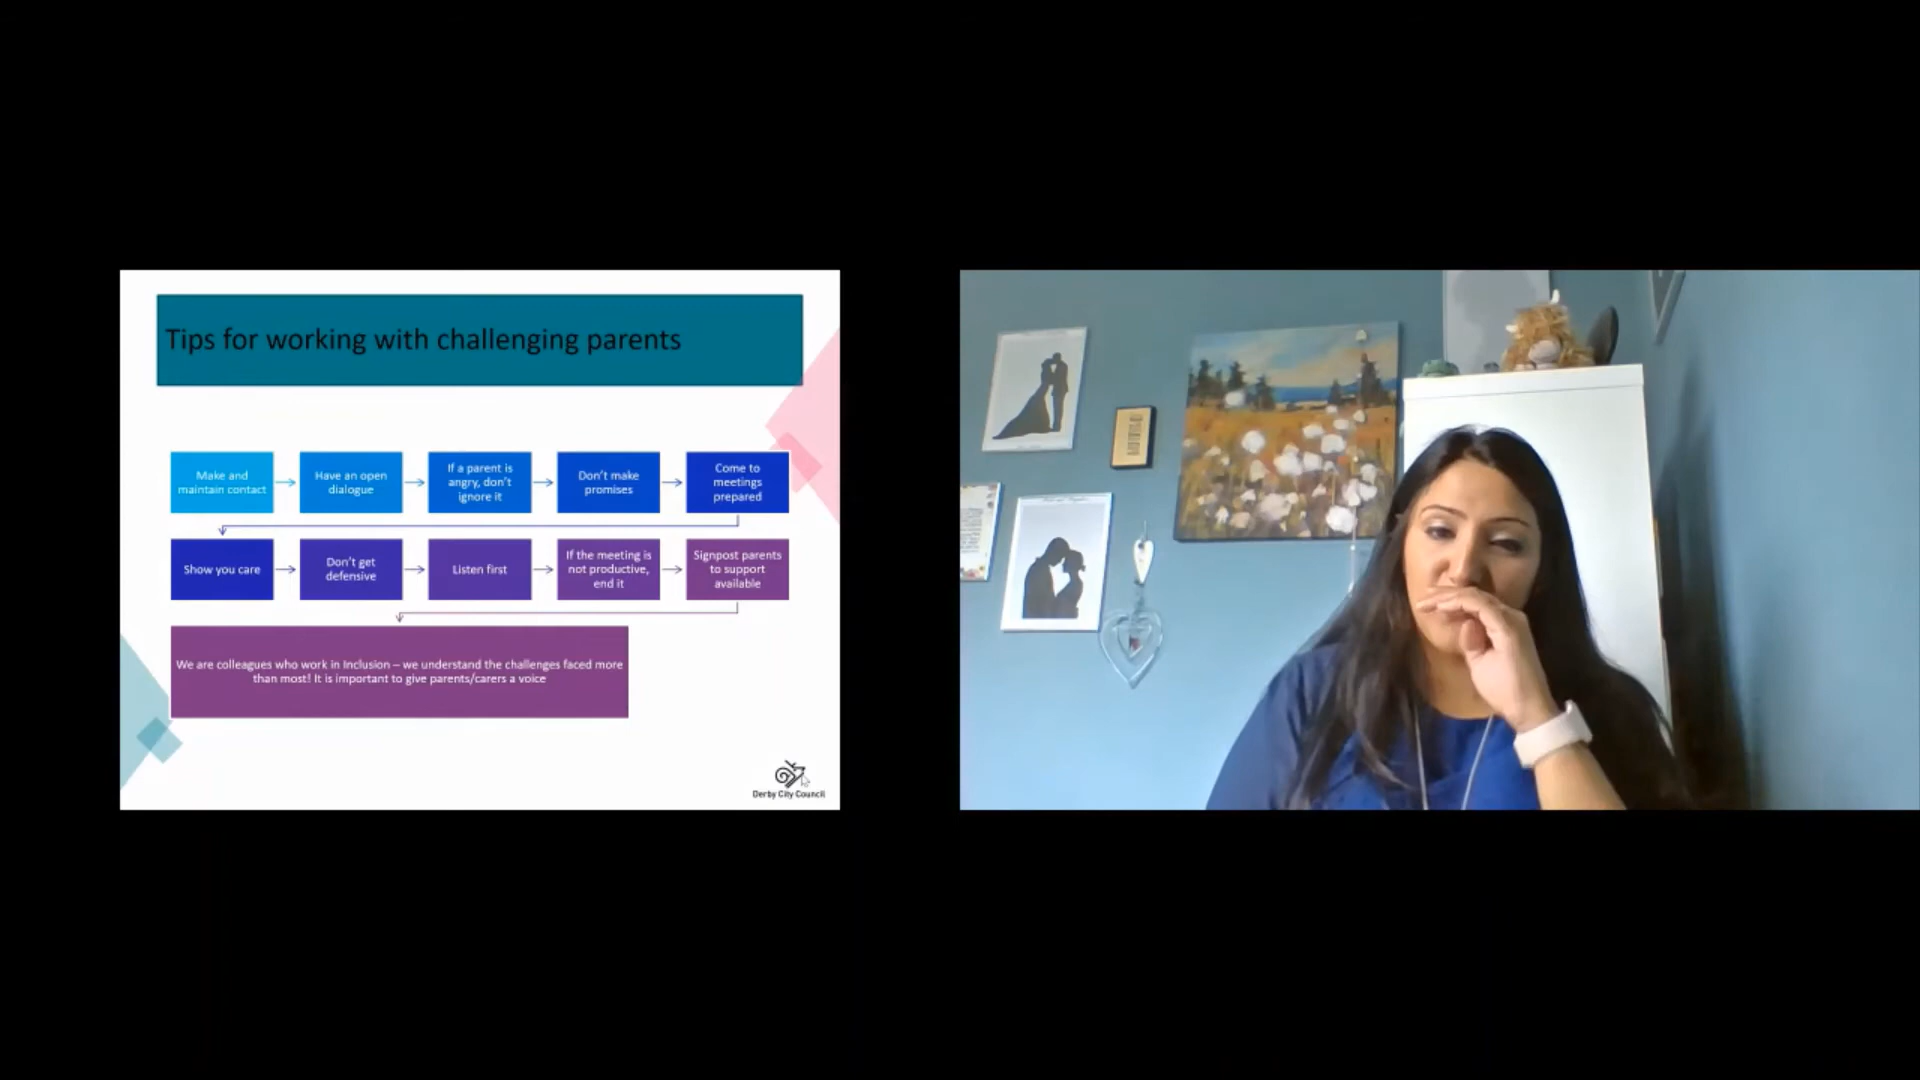 Tips for working with challenging parents
Make and
maintain contact
Have an open
dialogue
If a parent is
angry, don't
ignore it
Don't make
promises
Come to
meetings
prepared
Show you care
Don't get
defensive
Listen first
If the meeting is
not productive,
end it
Signpost parents
to support
available
We are colleagues who work in Inclusion – we understand the challenges faced more
than most! It is important to give parents/carers a voice
Derby City Council